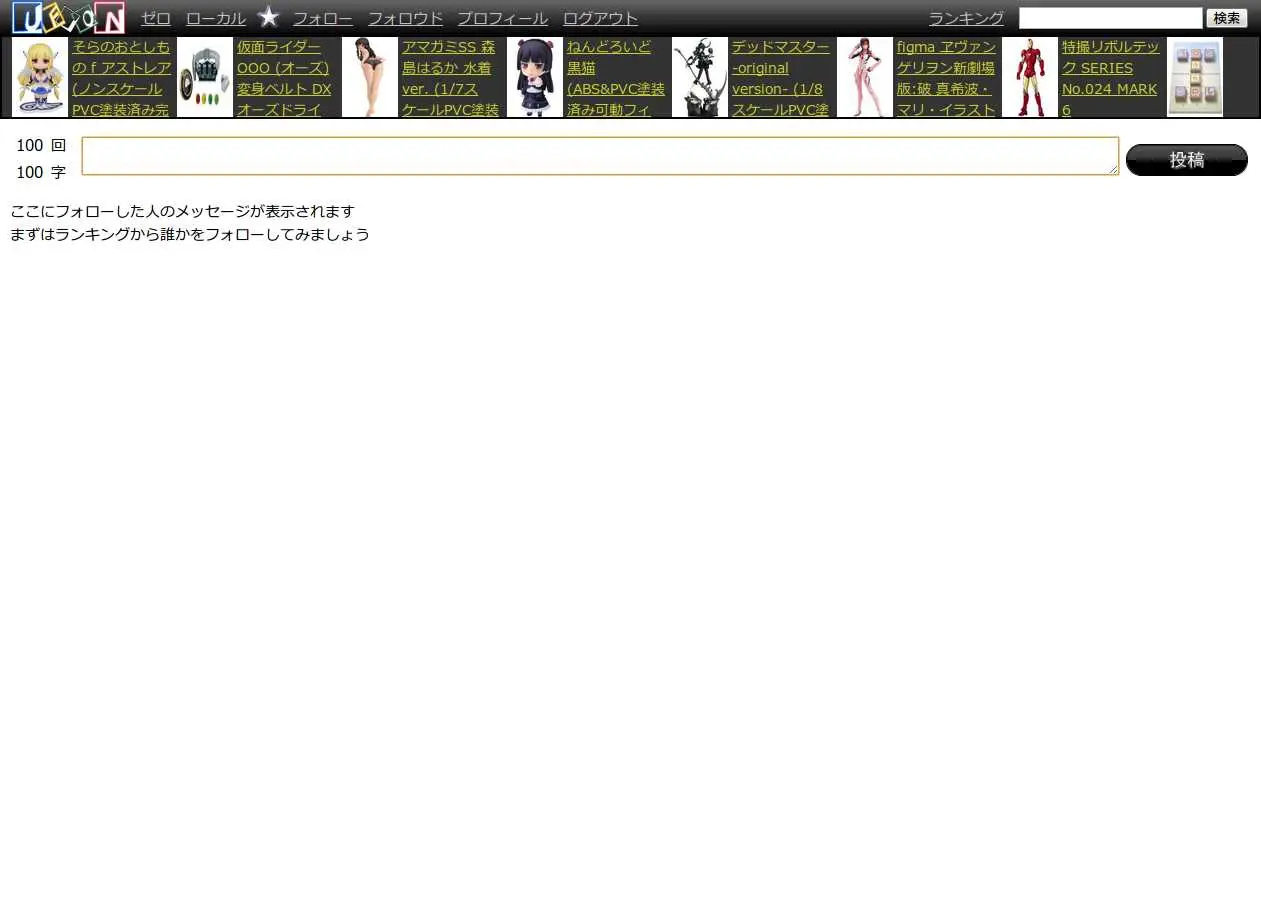 UEION ゼロ ローカル フォロー フォロウド プロフィール ログアウト ランキング 検索
そらのおとしも
の f アストレア
(ノンスケール
PVC塗装済み完
仮面ライダー
OOO (オーズ)
変身ベルト DX
オーズドライ
アマガミSS 森
島はるか 水着
ver. (1/7ス
ケールPVC塗装
ねんどろいど
黒猫
(ABS&PVC塗装
済み可動フィ
デッドマスター
-original
version- (1/8
スケールPVC塗
figma ヱヴァン
ゲリヲン新劇場
版:破 真希波・
マリ・イラスト
特撮リボルテッ
ク SERIES
No.024 MARK
6
100 回
100 字
投稿
ここにフォローした人のメッセージが表示されます
まずはランキングから誰かをフォローしてみましょう